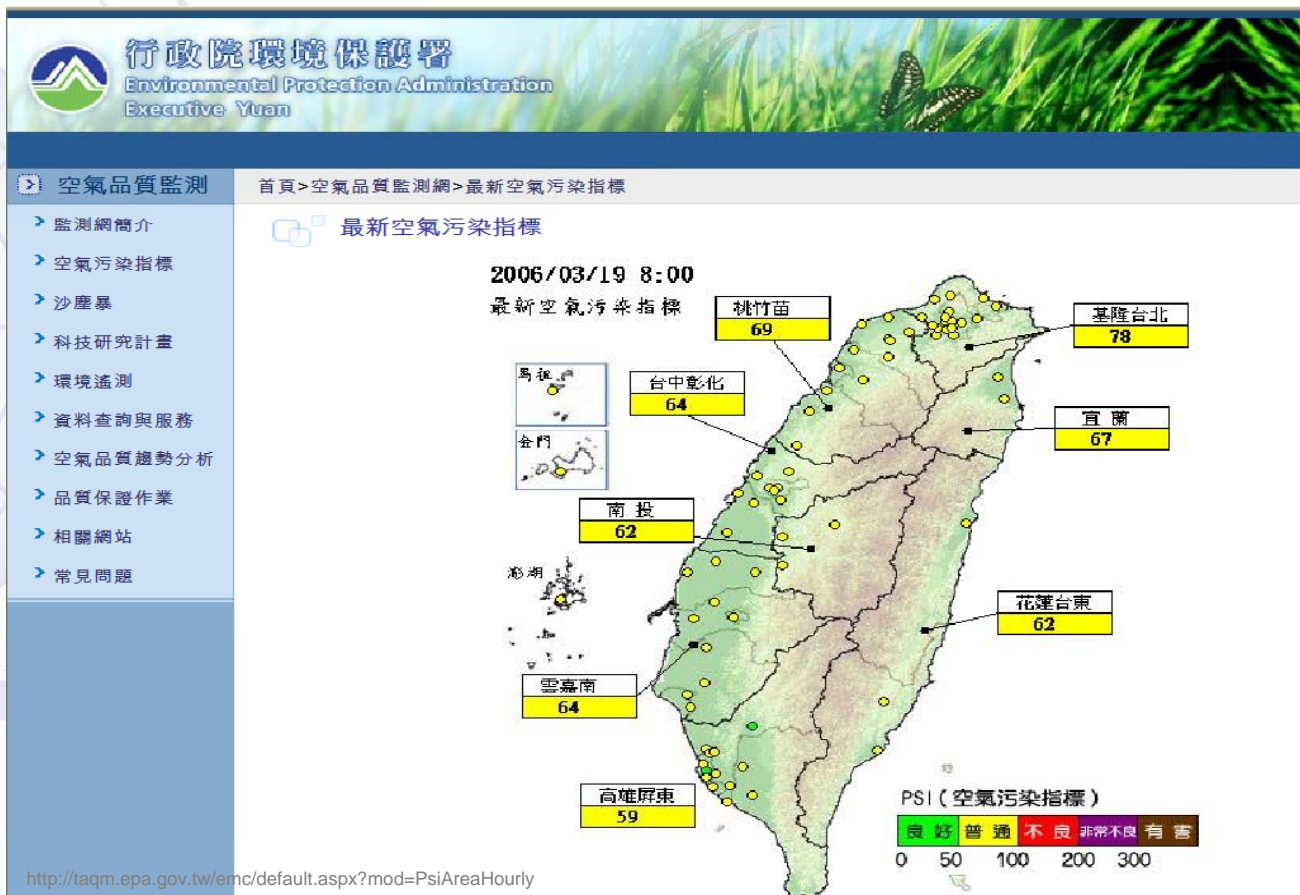 行政院環境保護署
Environmental Protection Administration
Executive Yuan
空氣品質監測
首頁>空氣品質監測網>最新空氣污染指標
監測網簡介
空氣污染指標
沙塵暴
科技研究計畫
環境遙測
資料查詢與服務
空氣品質趨勢分析
品質保證作業
相關網站
常見問題
最新空氣污染指標
2006/03/19 8:00
最新空氣污染指標
桃竹苗
69
基隆台北
78
馬祖
台中彰化
64
宜蘭
67
金門
南投
62
澎湖
花蓮台東
62
雲嘉南
64
高雄屏東
59
PSI(空氣污染指標)
良好 普通 不良 非常不良 有害
0 50 100 200 300
http://taqm.epa.gov.tw/emc/default.aspx?mod=PsiAreaHourly